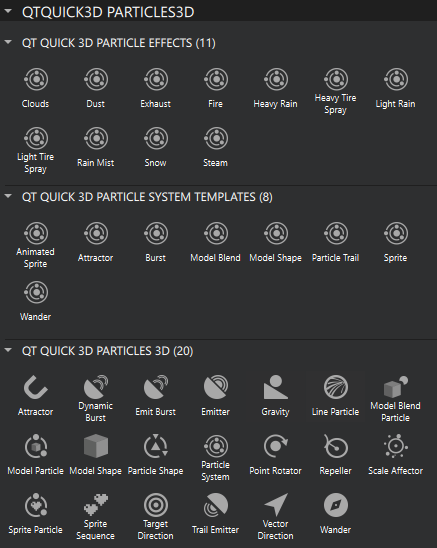 QTQUICK3D PARTICLES3D
QT QUICK 3D PARTICLE EFFECTS (11)
Clouds Dust Exhaust Fire Heavy Rain Heavy Tire Spray Light Rain
Light Tire Spray Rain Mist Snow Steam
QT QUICK 3D PARTICLE SYSTEM TEMPLATES (8)
Animated Sprite Attractor Burst Model Blend Model Shape Particle Trail Sprite
Wander
QT QUICK 3D PARTICLES 3D (20)
Attractor Dynamic Burst Emit Burst Emitter Gravity Line Particle Model Blend Particle
Model Particle Model Shape Particle Shape Particle System Point Rotator Repeller Scale Affector
Sprite Particle Sprite Sequence Target Direction Trail Emitter Vector Direction Wander